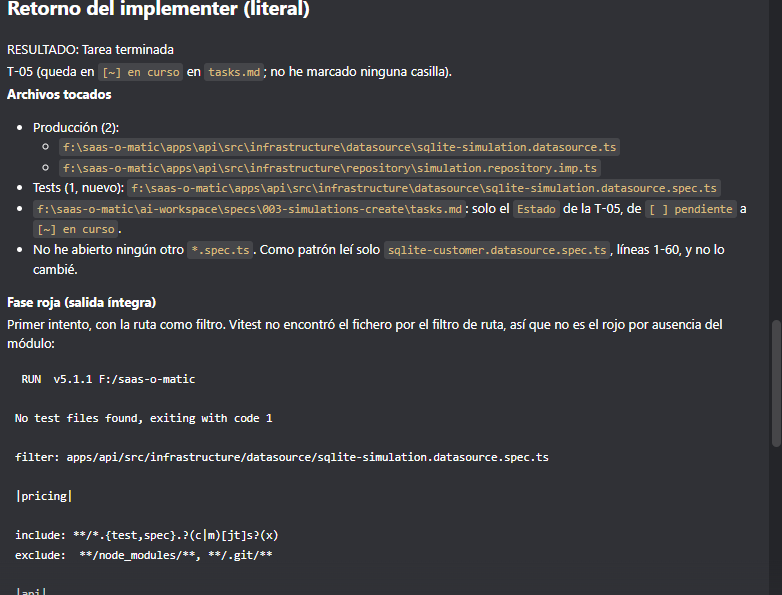 Retorno del implementer (literal)
RESULTADO: Tarea terminada
T-05 (queda en [~] en curso en tasks.md; no he marcado ninguna casilla).
Archivos tocados
• Producción (2):
○ f:\saas-o-matic\apps\api\src\infrastructure\datasource\sqlite-simulation.datasource.ts
○ f:\saas-o-matic\apps\api\src\infrastructure\repository\simulation.repository.imp.ts
• Tests (1, nuevo): f:\saas-o-matic\apps\api\src\infrastructure\datasource\sqlite-simulation.datasource.spec.ts
• f:\saas-o-matic\ai-workspace\specs\003-simulations-create\tasks.md: solo el Estado de la T-05, de [ ] pendiente a
[~] en curso.
• No he abierto ningún otro *.spec.ts. Como patrón leí solo sqlite-customer.datasource.spec.ts, líneas 1-60, y no lo
cambié.
Fase roja (salida íntegra)
Primer intento, con la ruta como filtro. Vitest no encontró el fichero por el filtro de ruta, así que no es el rojo por ausencia del
módulo:
RUN v5.1.1 F:/saas-o-matic
No test files found, exiting with code 1
filter: apps/api/src/infrastructure/datasource/sqlite-simulation.datasource.spec.ts
|pricing|
include: **/*.{test,spec}.?(c|m)[jt]s?(x)
exclude: **/node_modules/**, **/.git/**
|api|